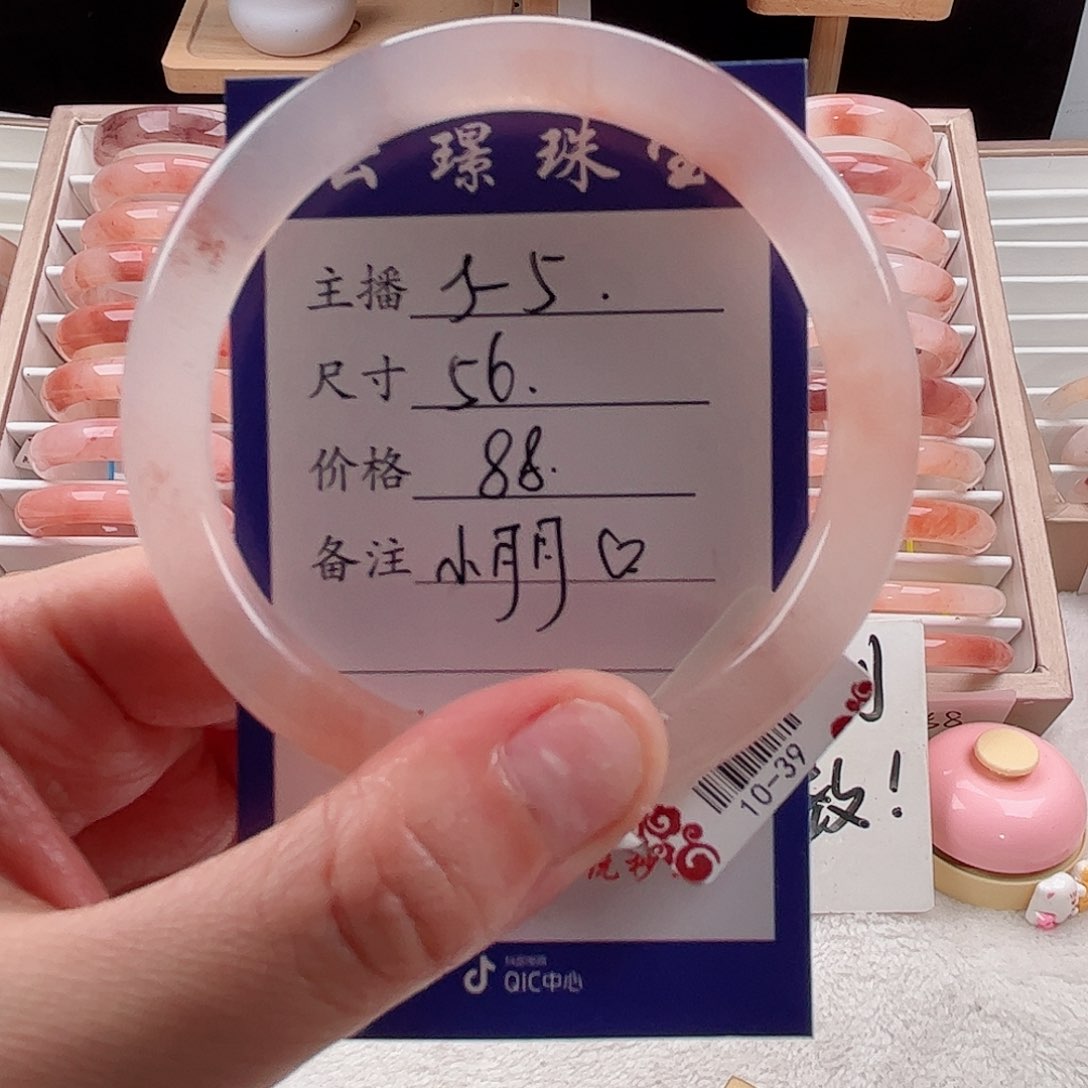 璟珠
主播 5.
尺寸 56.
价格 88.
备注 小朋 ♡
10-39
!
QIC中心